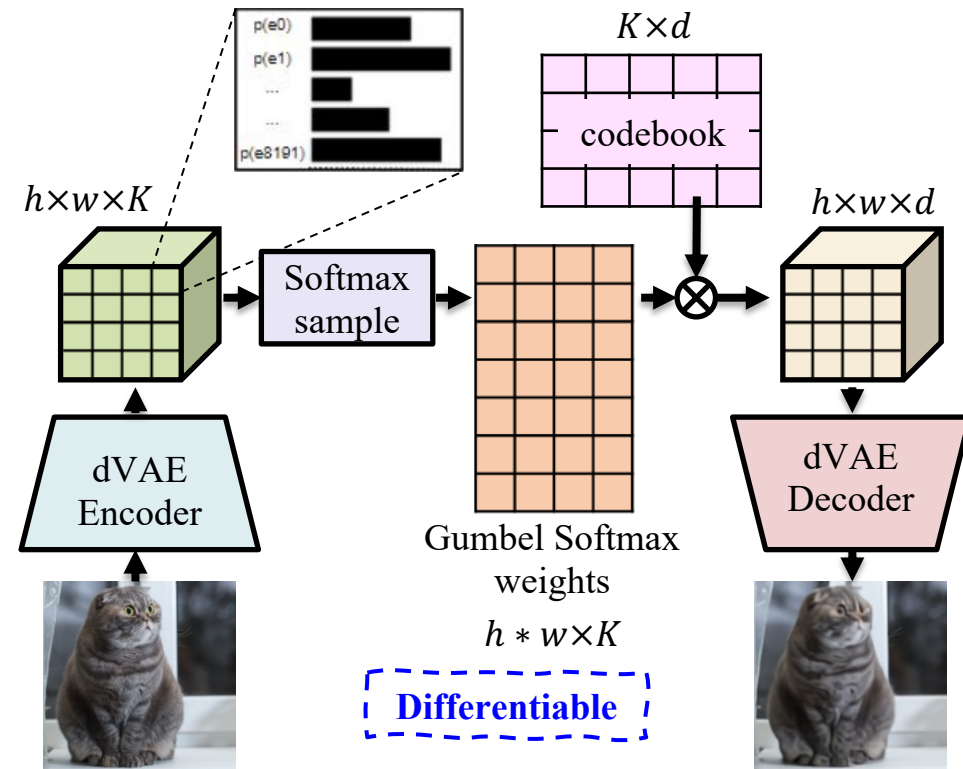 p(e0)
p(e1)
...
...
p(e8191)
K×d
codebook
h×w×K
h×w×d
Softmax
sample
dVAE
Encoder
dVAE
Decoder
Gumbel Softmax
weights
h * w×K
Differentiable